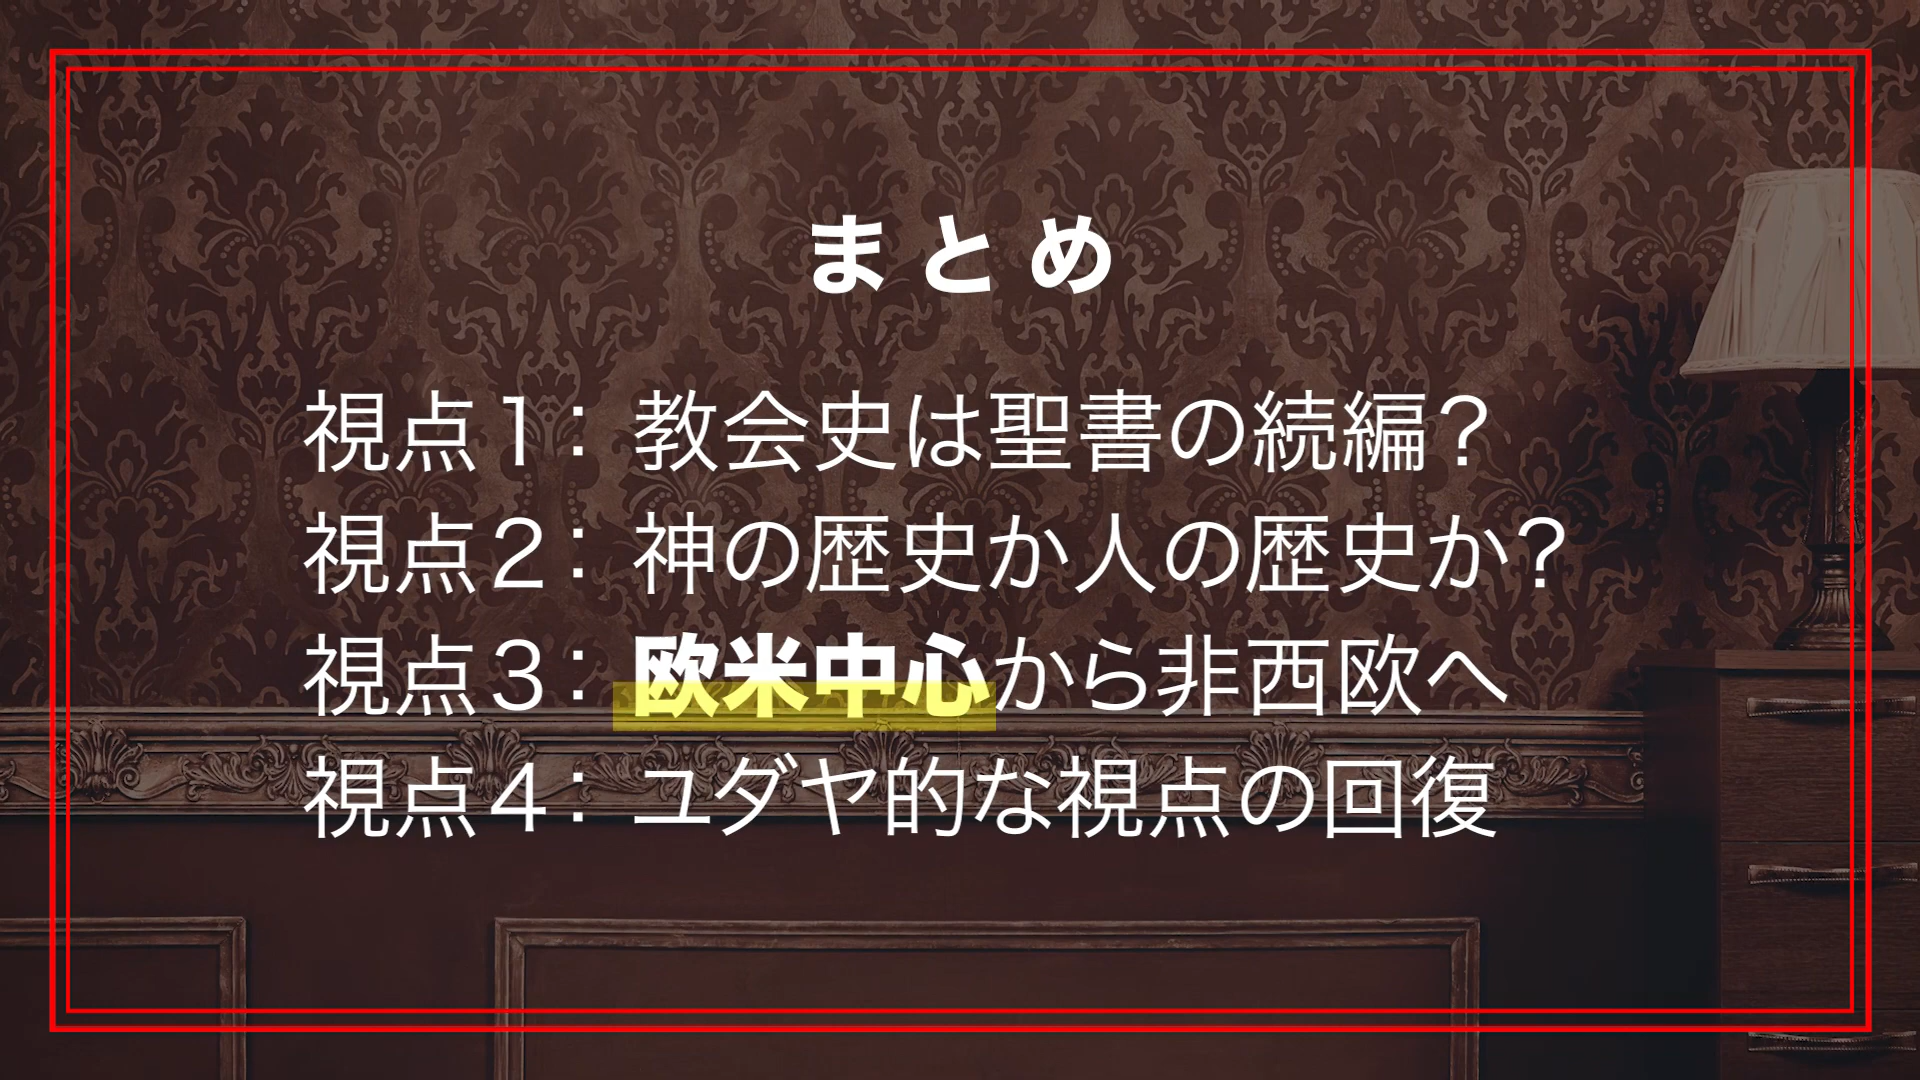 まとめ
視点1：教会史は聖書の続編？
視点2：神の歴史か人の歴史か？
視点3：欧米中心から非西欧へ
視点4：ユダヤ的な視点の回復